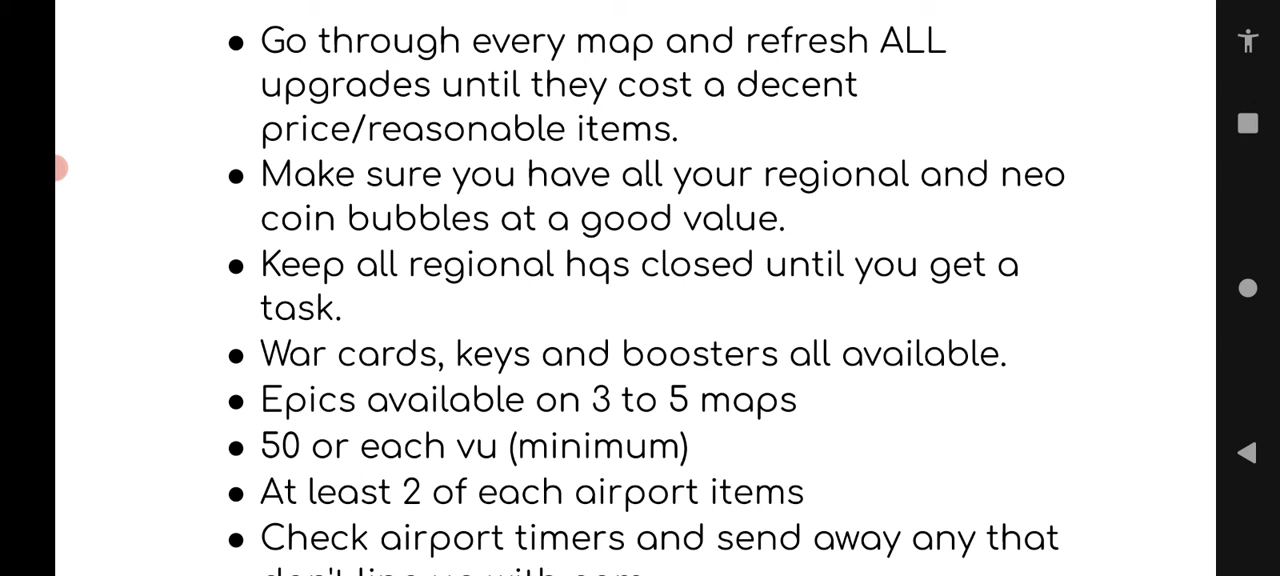 ● Go through every map and refresh ALL
upgrades until they cost a decent
price/reasonable items.
● Make sure you have all your regional and neo
coin bubbles at a good value.
● Keep all regional hqs closed until you get a
task.
● War cards, keys and boosters all available.
● Epics available on 3 to 5 maps
● 50 or each vu (minimum)
● At least 2 of each airport items
● Check airport timers and send away any that